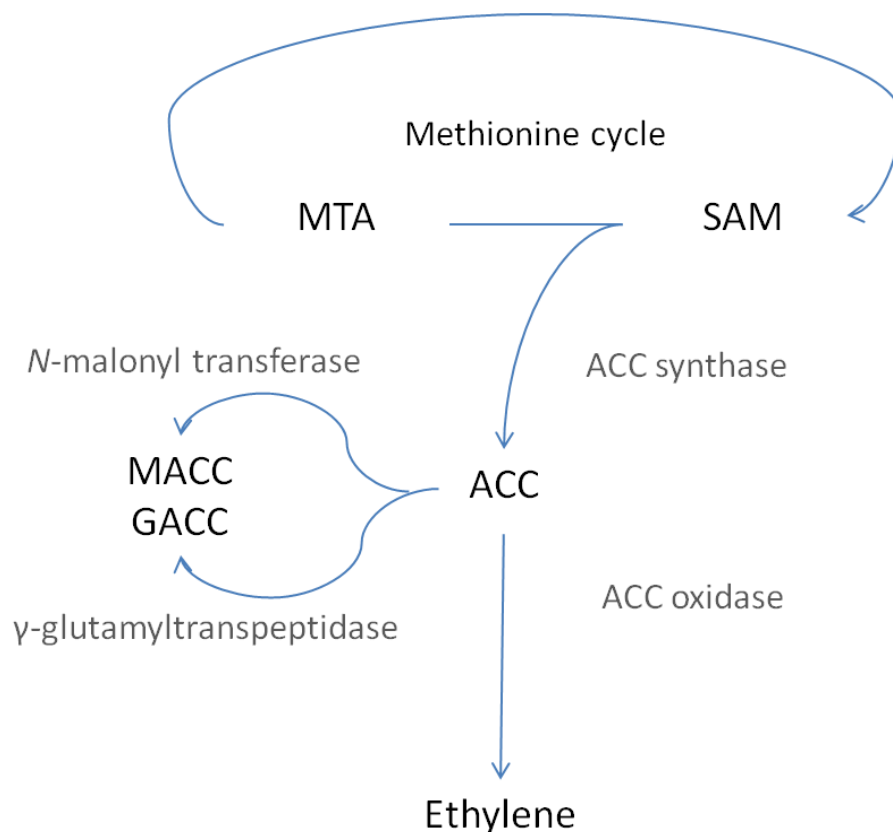 Methionine cycle
MTA
SAM
N-malonyl transferase
ACC synthase
MACC
GACC
ACC
γ-glutamyltranspeptidase
ACC oxidase
Ethylene